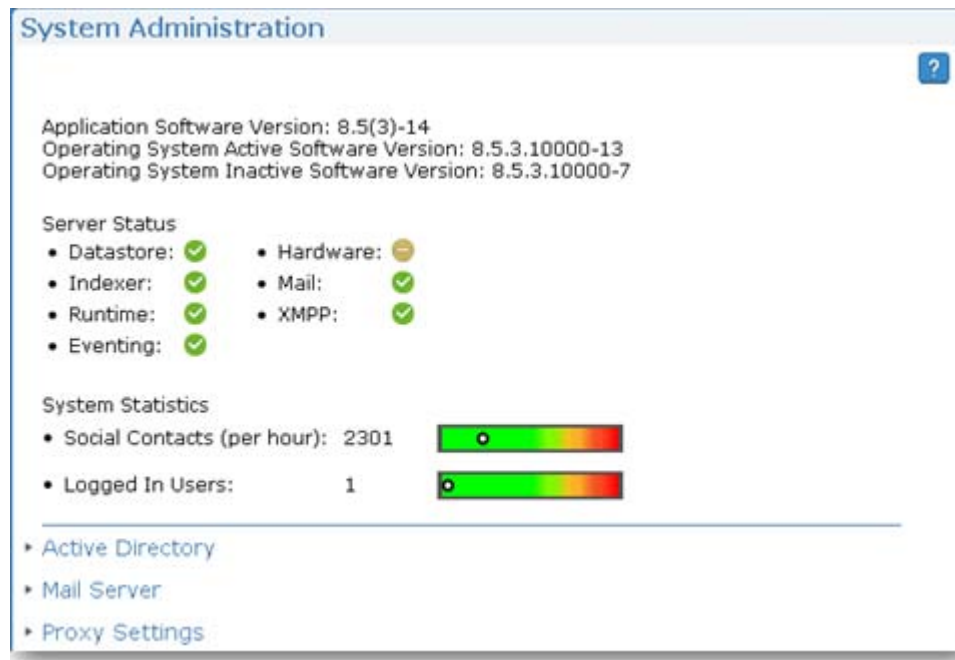 System Administration
?
Application Software Version: 8.5(3)-14
Operating System Active Software Version: 8.5.3.10000-13
Operating System Inactive Software Version: 8.5.3.10000-7
Server Status
• Datastore: • Hardware:
• Indexer: • Mail:
• Runtime: • XMPP:
• Eventing:
System Statistics
• Social Contacts (per hour): 2301
• Logged In Users: 1
Active Directory
Mail Server
Proxy Settings